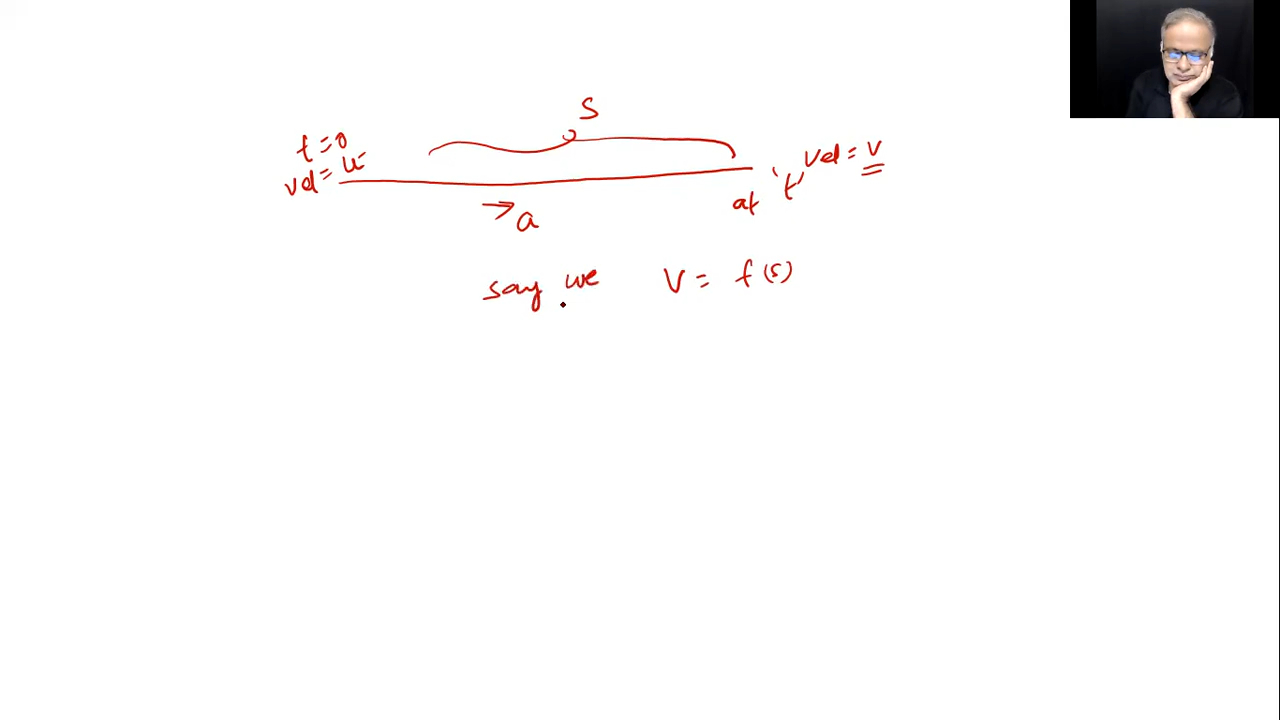 S
t=0
vel=u
vel=v
at 't'
→a
say we v= f(s)